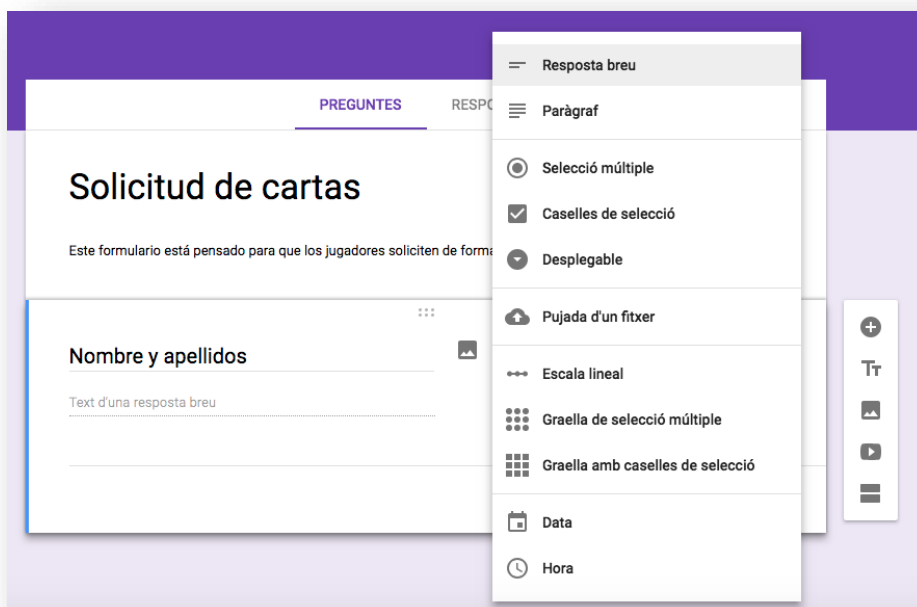 PREGUNTES RESPO
Solicitud de cartas
Este formulario está pensado para que los jugadores soliciten de forma
Nombre y apellidos
Text d'una resposta breu
Resposta breu
Paràgraf
Selecció múltiple
Caselles de selecció
Desplegable
Pujada d'un fitxer
Escala lineal
Graella de selecció múltiple
Graella amb caselles de selecció
Data
Hora
Tт